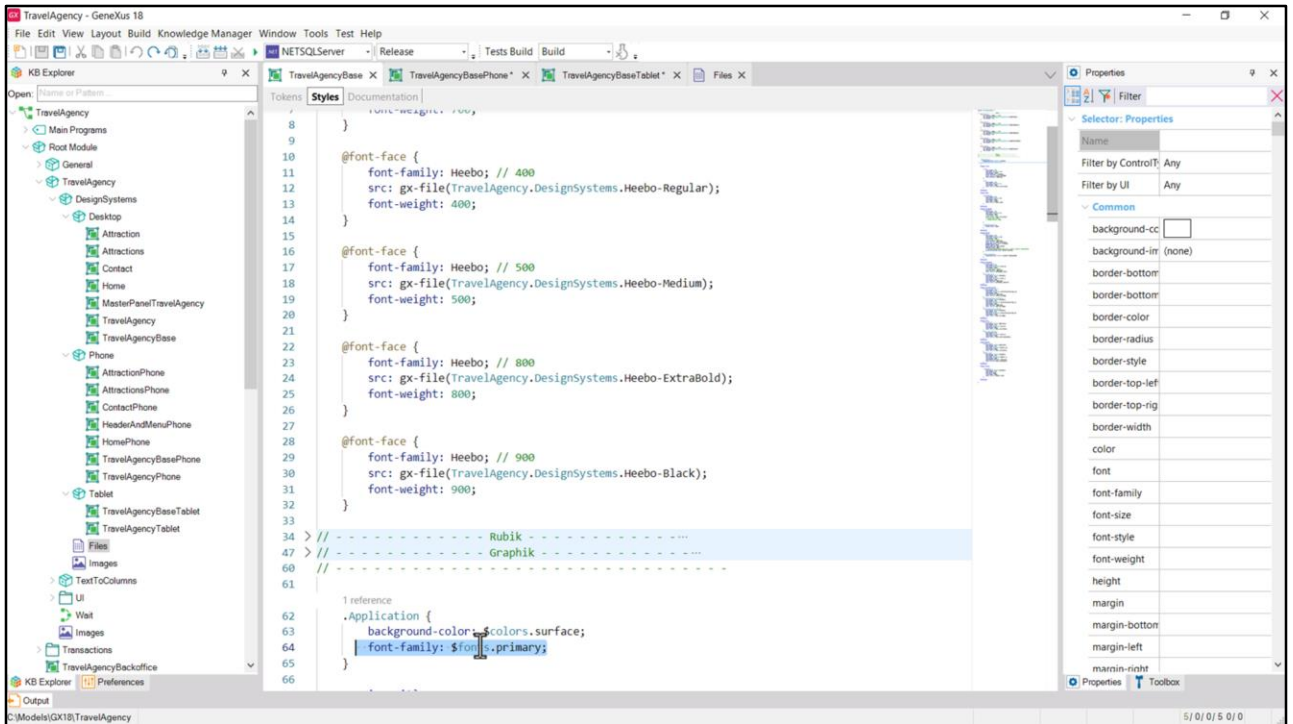 TravelAgency - GeneXus 18
File Edit View Layout Build Knowledge Manager Window Tools Test Help
NETSQLServer Release Tests Build Build
KB Explorer
Open: Name or Pattern...
TravelAgency
Main Programs
Root Module
General
TravelAgency
DesignSystems
Desktop
Attraction
Attractions
Contact
Home
MasterPanelTravelAgency
TravelAgency
TravelAgencyBase
Phone
AttractionPhone
AttractionsPhone
ContactPhone
HeaderAndMenuPhone
HomePhone
TravelAgencyBasePhone
TravelAgencyPhone
Tablet
TravelAgencyBaseTablet
TravelAgencyTablet
Files
Images
TextToColumns
UI
Wait
Images
Transactions
TravelAgencyBackoffice
KB Explorer Preferences
Output
C:\Models\GX18\TravelAgency
TravelAgencyBase TravelAgencyBasePhone* TravelAgencyBaseTablet* Files
Tokens Styles Documentation
8 }
9
10 @font-face {
11 font-family: Heebo; // 400
12 src: gx-file(TravelAgency.DesignSystems.Heebo-Regular);
13 font-weight: 400;
14 }
15
16 @font-face {
17 font-family: Heebo; // 500
18 src: gx-file(TravelAgency.DesignSystems.Heebo-Medium);
19 font-weight: 500;
20 }
21
22 @font-face {
23 font-family: Heebo; // 800
24 src: gx-file(TravelAgency.DesignSystems.Heebo-ExtraBold);
25 font-weight: 800;
26 }
27
28 @font-face {
29 font-family: Heebo; // 900
30 src: gx-file(TravelAgency.DesignSystems.Heebo-Black);
31 font-weight: 900;
32 }
33
34 // - - - - - - - - - - - - Rubik - - - - - - - - - - - - -···
47 // - - - - - - - - - - - - Graphik - - - - - - - - - - - - -···
60 // - - - - - - - - - - - - - - - - - - - - - - - - - - - - - - -
61
1 reference
62 .Application {
63 background-color: $colors.surface;
64 font-family: $fonts.primary;
65 }
66
Properties
Filter
Selector: Properties
Name
Filter by ControlT Any
Filter by UI Any
Common
background-cc
background-im (none)
border-bottom
border-bottom
border-color
border-radius
border-style
border-top-lef
border-top-rig
border-width
color
font
font-family
font-size
font-style
font-weight
height
margin
margin-bottom
margin-left
margin-right
Properties Toolbox
5/0/0/5 0/0